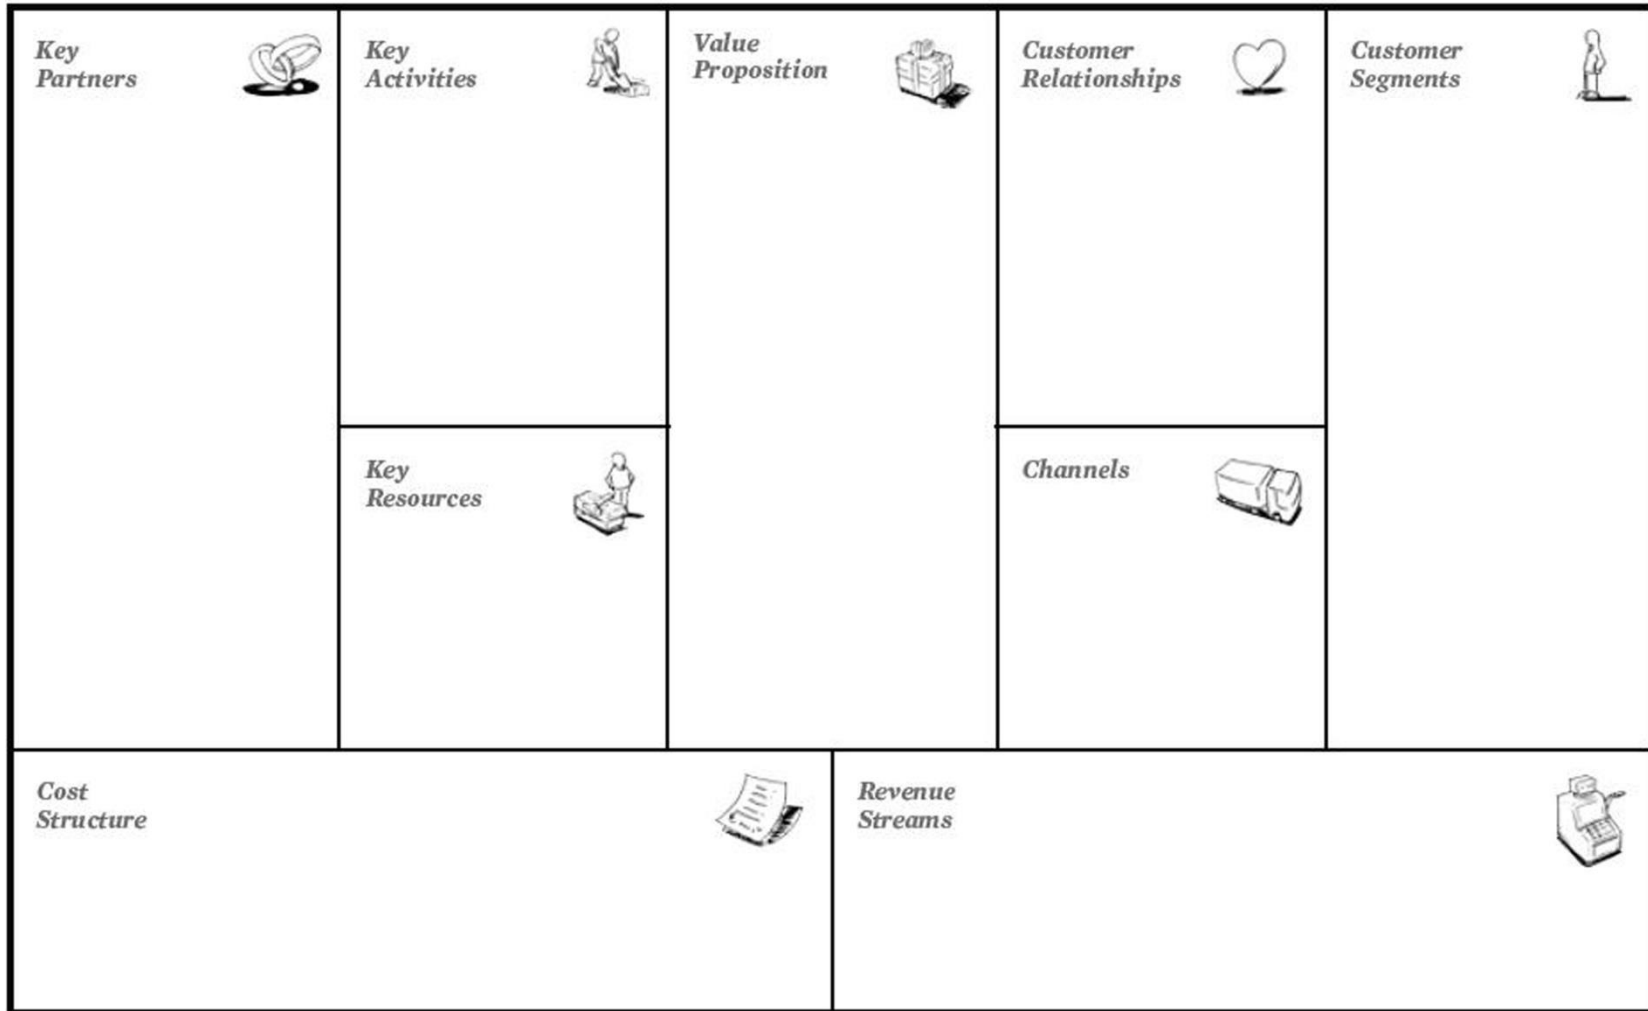 Key
Partners
Key
Activities
Value
Proposition
Customer
Relationships
Customer
Segments
Key
Resources
Channels
Cost
Structure
Revenue
Streams